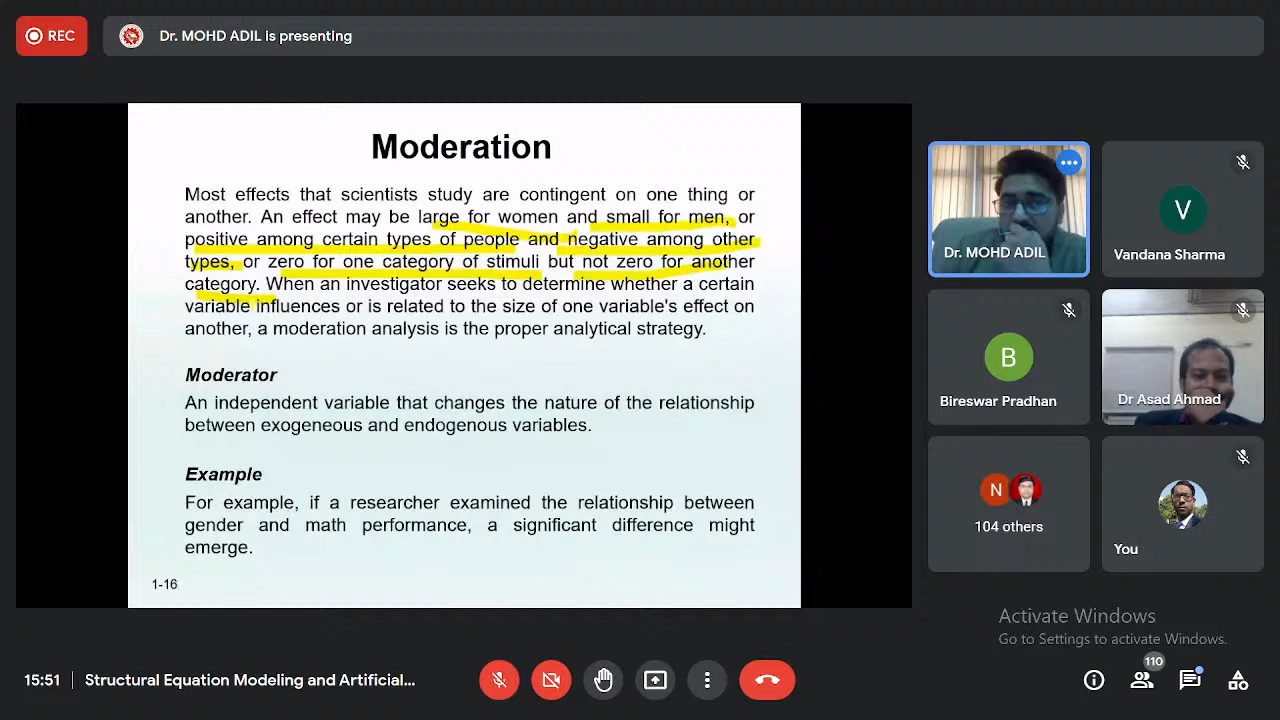 REC
Dr. MOHD ADIL is presenting
Moderation
Most effects that scientists study are contingent on one thing or
another. An effect may be large for women and small for men, or
positive among certain types of people and negative among other
types, or zero for one category of stimuli but not zero for another
category. When an investigator seeks to determine whether a certain
variable influences or is related to the size of one variable's effect on
another, a moderation analysis is the proper analytical strategy.
Moderator
An independent variable that changes the nature of the relationship
between exogeneous and endogenous variables.
Example
For example, if a researcher examined the relationship between
gender and math performance, a significant difference might
emerge.
1-16
Dr. MOHD ADIL
V
Vandana Sharma
B
Bireswar Pradhan
Dr Asad Ahmad
N
104 others
You
Activate Windows
Go to Settings to activate Windows.
15:51
Structural Equation Modeling and Artificial...
110